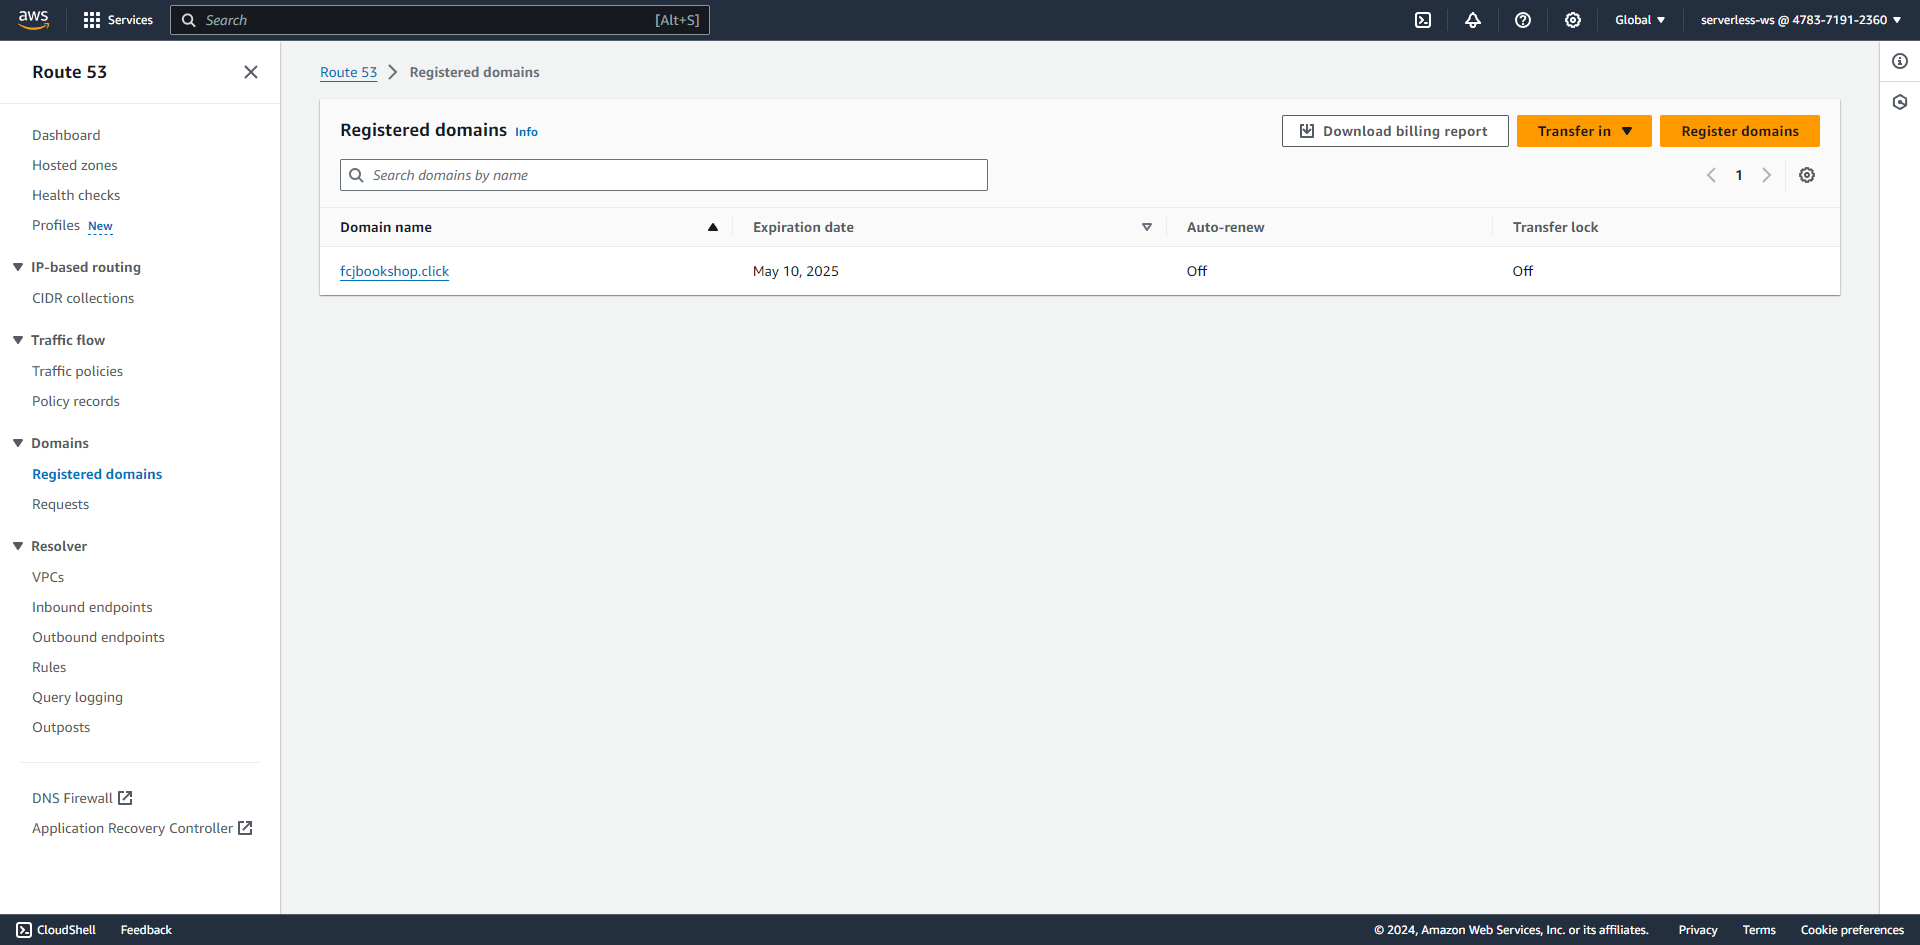 aws Services Search [Alt+S] Global serverless-ws @ 4783-7191-2360
Route 53
Dashboard
Hosted zones
Health checks
Profiles New
IP-based routing
CIDR collections
Traffic flow
Traffic policies
Policy records
Domains
Registered domains
Requests
Resolver
VPCs
Inbound endpoints
Outbound endpoints
Rules
Query logging
Outposts
DNS Firewall
Application Recovery Controller
Route 53 Registered domains
Registered domains Info Download billing report Transfer in Register domains
Search domains by name 1
Domain name Expiration date Auto-renew Transfer lock
fcjbookshop.click May 10, 2025 Off Off
CloudShell Feedback © 2024, Amazon Web Services, Inc. or its affiliates. Privacy Terms Cookie preferences